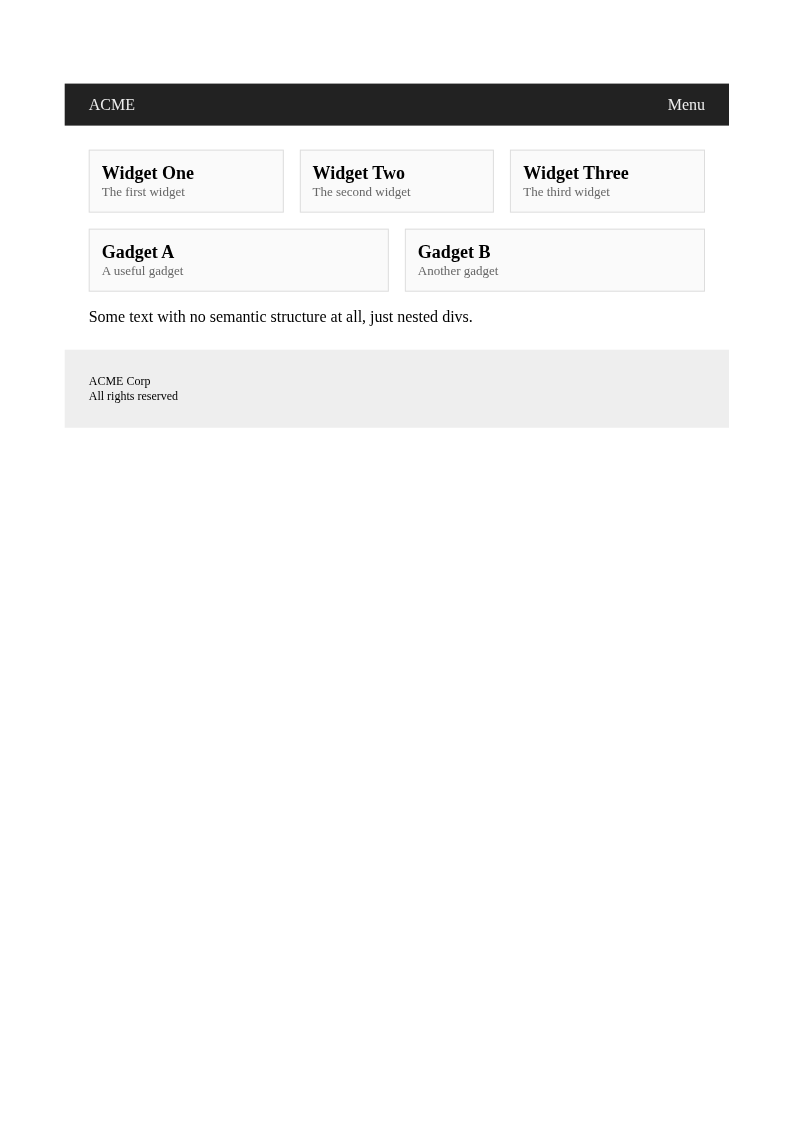 ACME Menu
Widget One
The first widget
Widget Two
The second widget
Widget Three
The third widget
Gadget A
A useful gadget
Gadget B
Another gadget
Some text with no semantic structure at all, just nested divs.
ACME Corp
All rights reserved